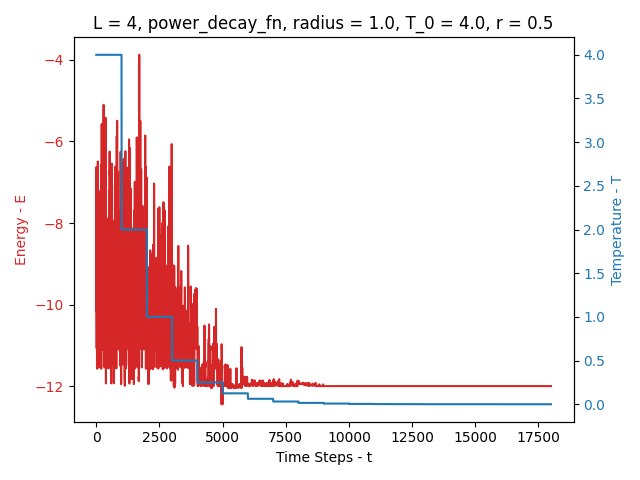 L = 4, power_decay_fn, radius = 1.0, T_0 = 4.0, r = 0.5
−4
−6
−8
−10
−12
Energy - E
4.0
3.5
3.0
2.5
2.0
1.5
1.0
0.5
0.0
Temperature - T
0 2500 5000 7500 10000 12500 15000 17500
Time Steps - t